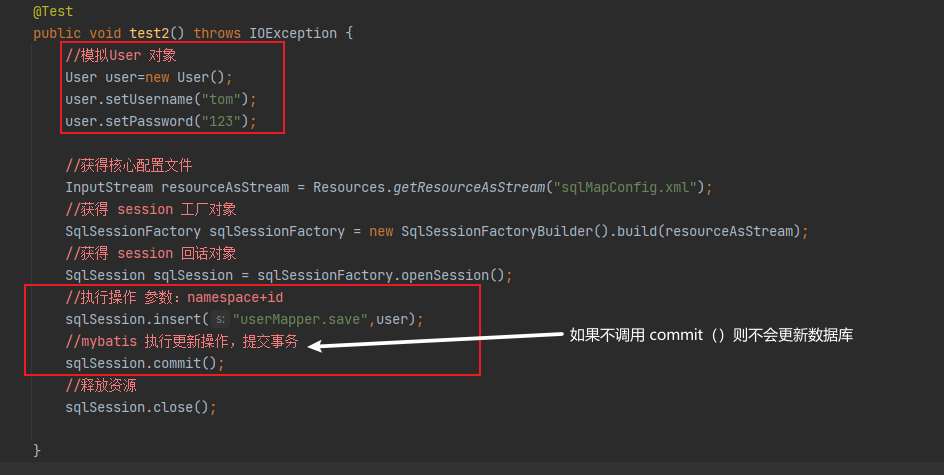 @Test
public void test2() throws IOException {
//模拟User 对象
User user=new User();
user.setUsername("tom");
user.setPassword("123");
//获得核心配置文件
InputStream resourceAsStream = Resources.getResourceAsStream("sqlMapConfig.xml");
//获得 session 工厂对象
SqlSessionFactory sqlSessionFactory = new SqlSessionFactoryBuilder().build(resourceAsStream);
//获得 session 回话对象
SqlSession sqlSession = sqlSessionFactory.openSession();
//执行操作 参数：namespace+id
sqlSession.insert( s: "userMapper.save",user);
//mybatis 执行更新操作，提交事务
如果不调用 commit（）则不会更新数据库
sqlSession.commit();
//释放资源
sqlSession.close();
}